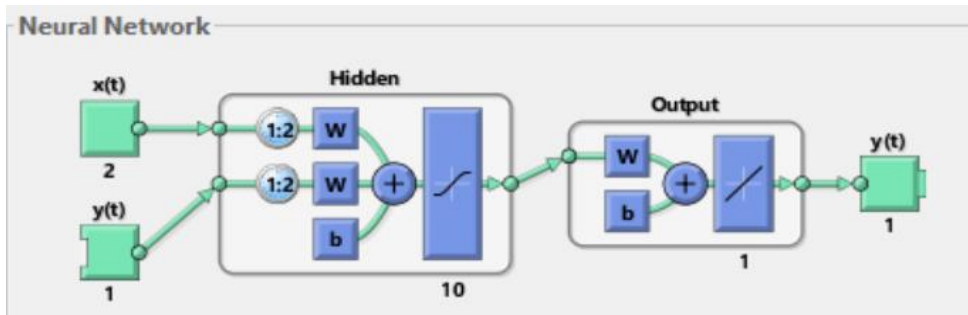 Neural Network
x(t)
2
y(t)
1
Hidden
1:2
W
1:2
W
b
+
10
Output
W
b
+
1
y(t)
1